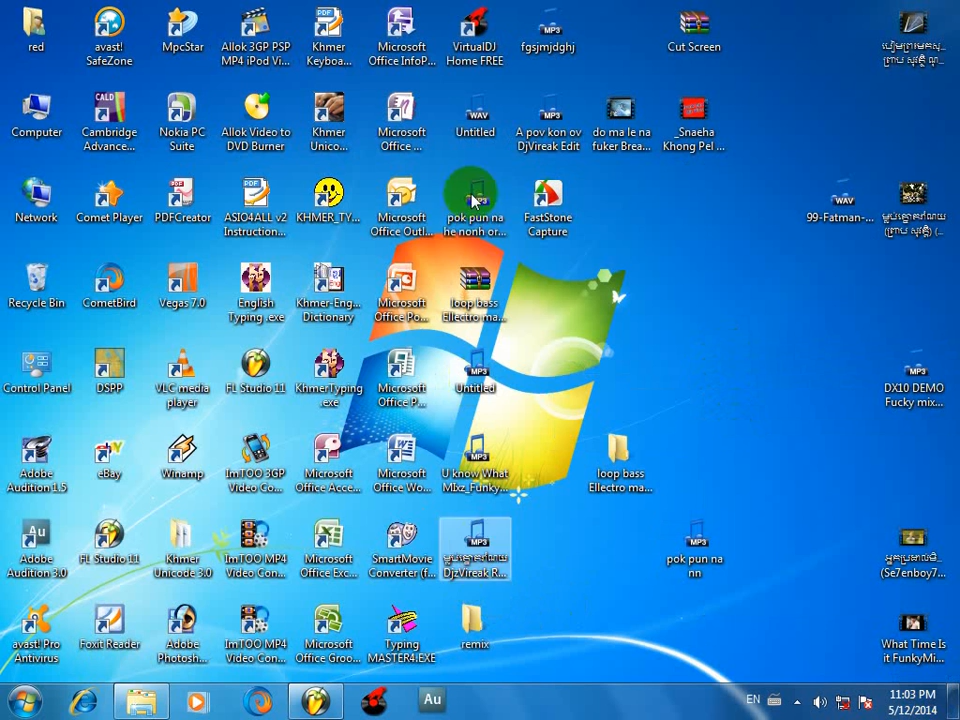 red
avast!
SafeZone
MpcStar
Allok 3GP PSP
MP4 iPod Vi...
Khmer
Keyboa...
Microsoft
Office InfoP...
VirtualDJ
Home FREE
fgsjmjdghj
Cut Screen
Computer
Cambridge
Advance...
Nokia PC
Suite
Allok Video to
DVD Burner
Khmer
Unico...
Microsoft
Office ...
Untitled
A pov kon ov
DjVireak Edit
do ma le na
fuker Brea...
_Snaeha
Khong Pel ...
Network
Comet Player
PDFCreator
ASIO4ALL v2
Instruction...
KHMER_TY...
Microsoft
Office Outl...
pok pun na
he nonh or...
FastStone
Capture
99-Fatman-...
Recycle Bin
CometBird
Vegas 7.0
English
Typing .exe
Khmer-Eng...
Dictionary
Microsoft
Office Po...
loop bass
Ellectro ma...
Control Panel
DSPP
VLC media
player
FL Studio 11
KhmerTyping
.exe
Microsoft
Office P...
Untitled
DX10 DEMO
Fucky mix...
Adobe
Audition 1.5
eBay
Winamp
ImTOO 3GP
Video Co...
Microsoft
Office Acce...
Microsoft
Office Wo...
U know What
MIxz_Funky...
loop bass
Ellectro ma...
Adobe
Audition 3.0
FL Studio 11
Khmer
Unicode 3.0
ImTOO MP4
Video Con...
Microsoft
Office Exc...
SmartMovie
Converter (f...
DjzVireak R...
pok pun na
nn
(Se7enboy7...
avast! Pro
Antivirus
Foxit Reader
Adobe
Photosh...
ImTOO MP4
Video Con...
Microsoft
Office Groo...
Typing
MASTER4.EXE
remix
What Time Is
it FunkyMi...
Au
EN
11:03 PM
5/12/2014